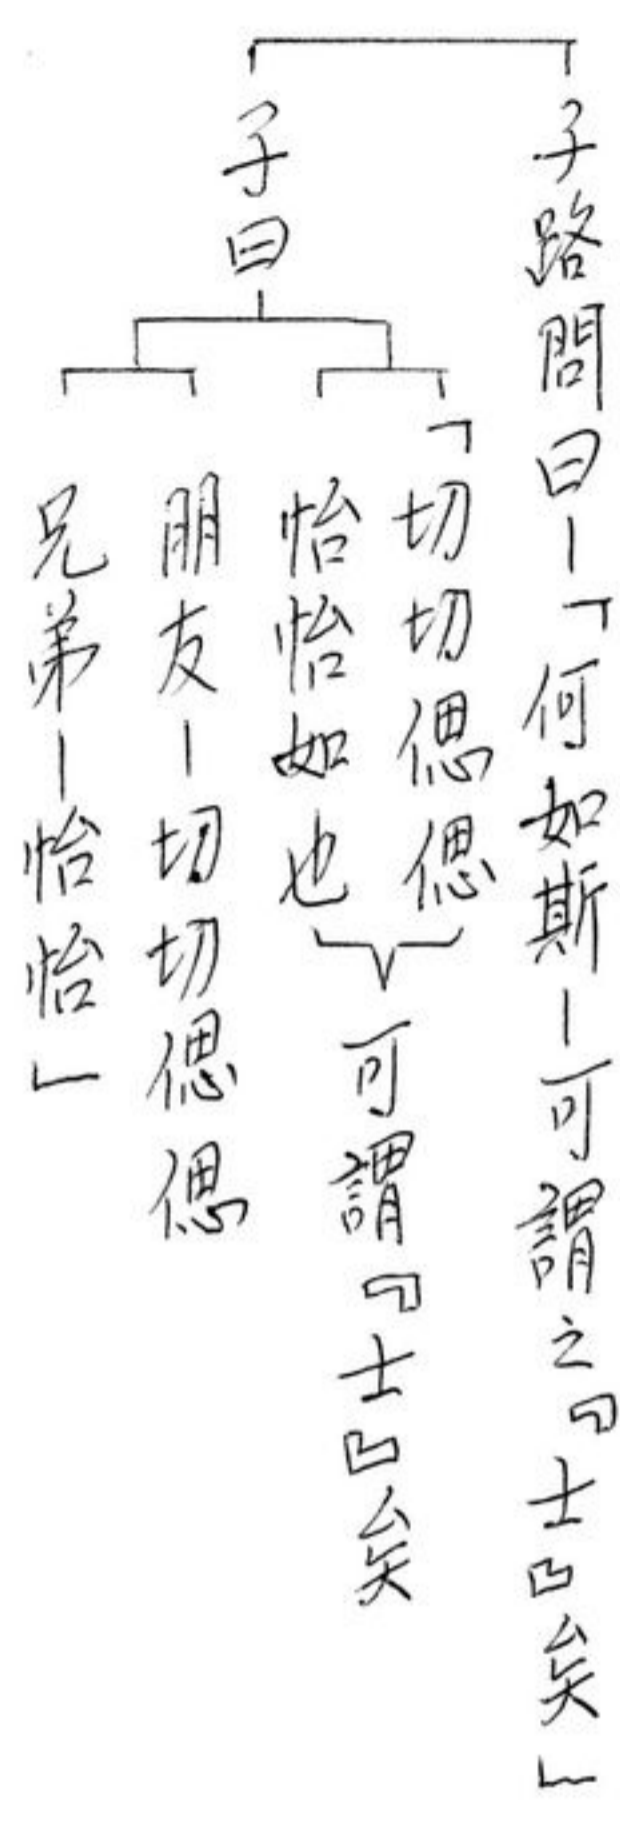 子路問曰－「何如斯－可謂之『士』矣」
子曰
「切切偲偲
怡怡如也
可謂『士』矣
朋友－切切偲偲
兄弟－怡怡」